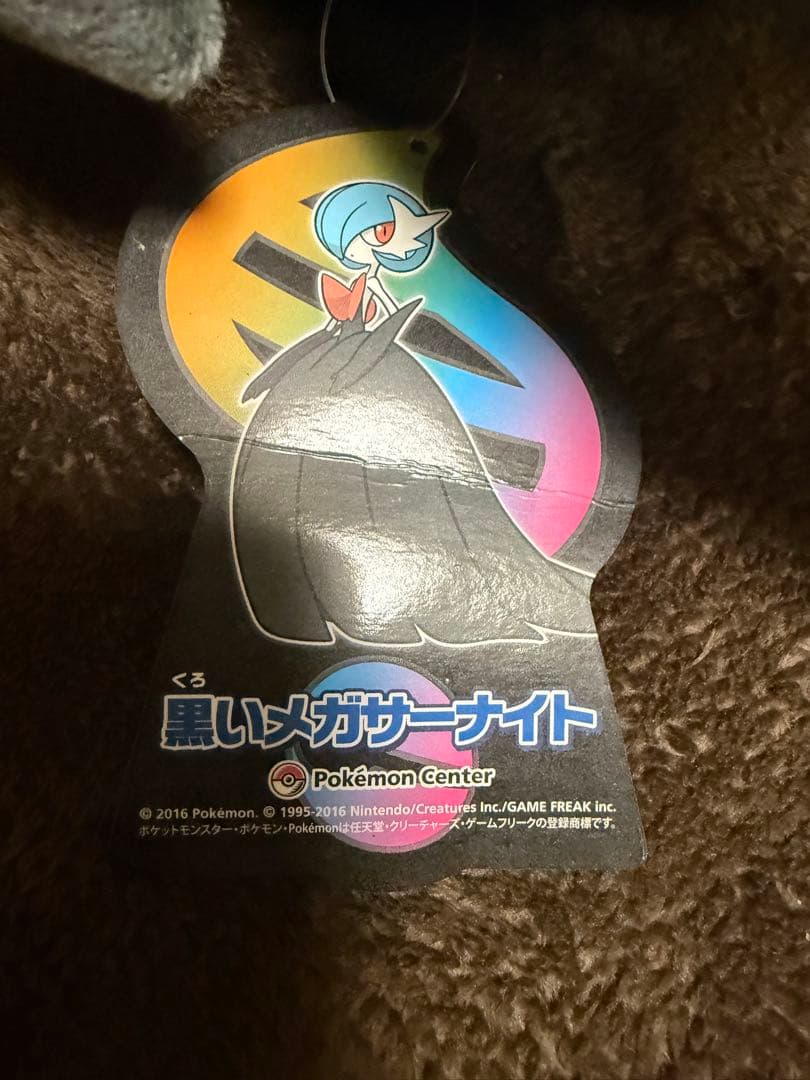 くろ
黒いメガサーナイト
Pokémon Center
© 2016 Pokémon. © 1995-2016 Nintendo/Creatures Inc./GAME FREAK inc.
ポケットモンスター・ポケモン・Pokémonは任天堂・クリーチャーズ・ゲームフリークの登録商標です。